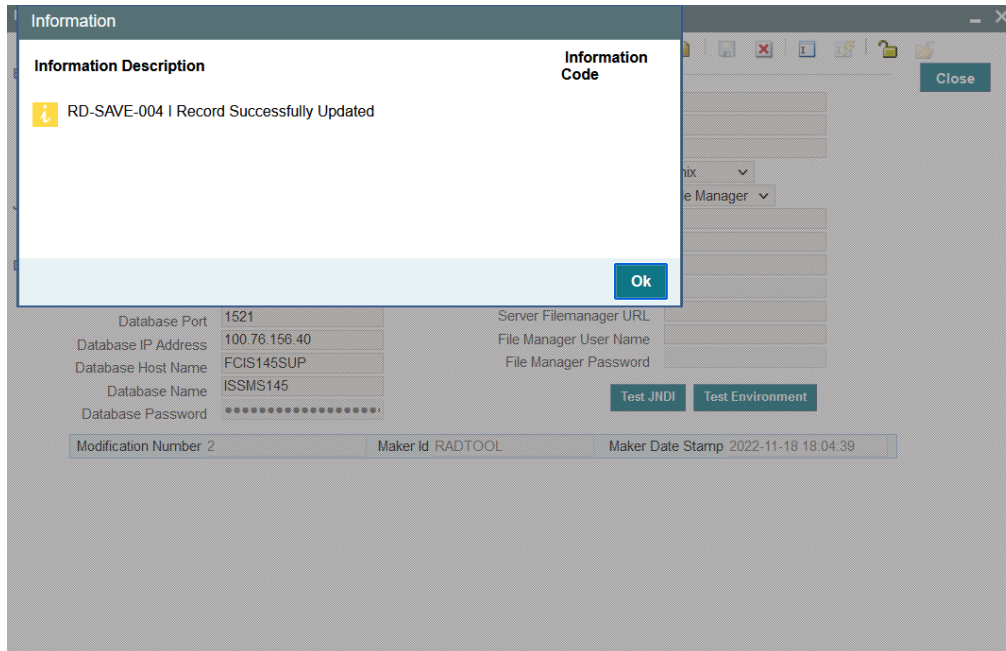 Information
Information Description
Information
Code
RD-SAVE-004 I Record Successfully Updated
Ok
Close
e Manager
Database Port 1521
Server Filemanager URL
Database IP Address 100.76.156.40
File Manager User Name
Database Host Name FCIS145SUP
File Manager Password
Database Name ISSMS145
Test JNDI Test Environment
Database Password
Modification Number 2 Maker Id RADTOOL Maker Date Stamp 2022-11-18 18:04:39